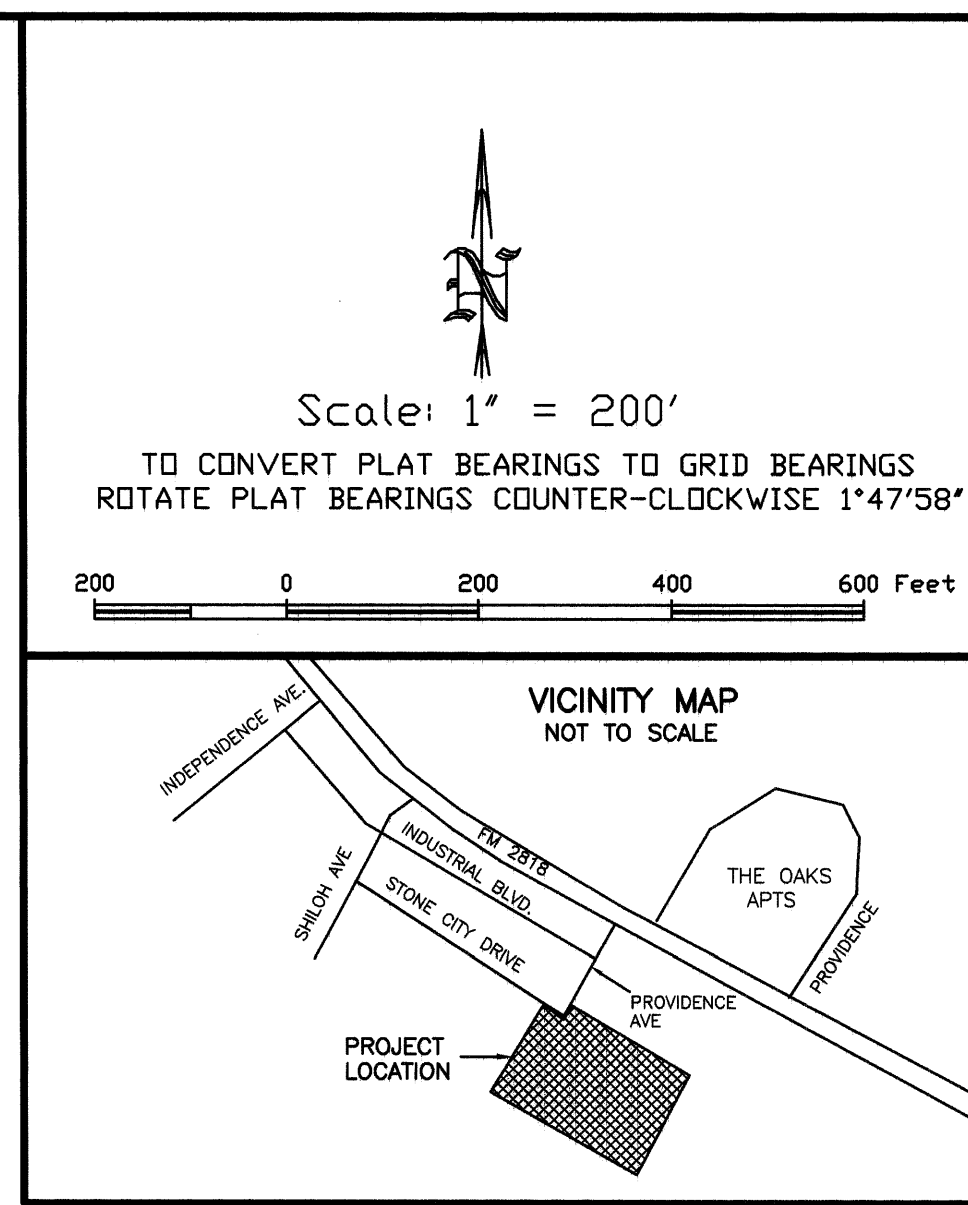 N
Scale: 1" = 200'
TO CONVERT PLAT BEARINGS TO GRID BEARINGS
ROTATE PLAT BEARINGS COUNTER-CLOCKWISE 1°47'58"
200 0 200 400 600 Feet
VICINITY MAP
NOT TO SCALE
INDEPENDENCE AVE.
FM 2818
INDUSTRIAL BLVD.
SHILOH AVE
STONE CITY DRIVE
THE OAKS
APTS
PROVIDENCE
PROVIDENCE
AVE
PROJECT
LOCATION